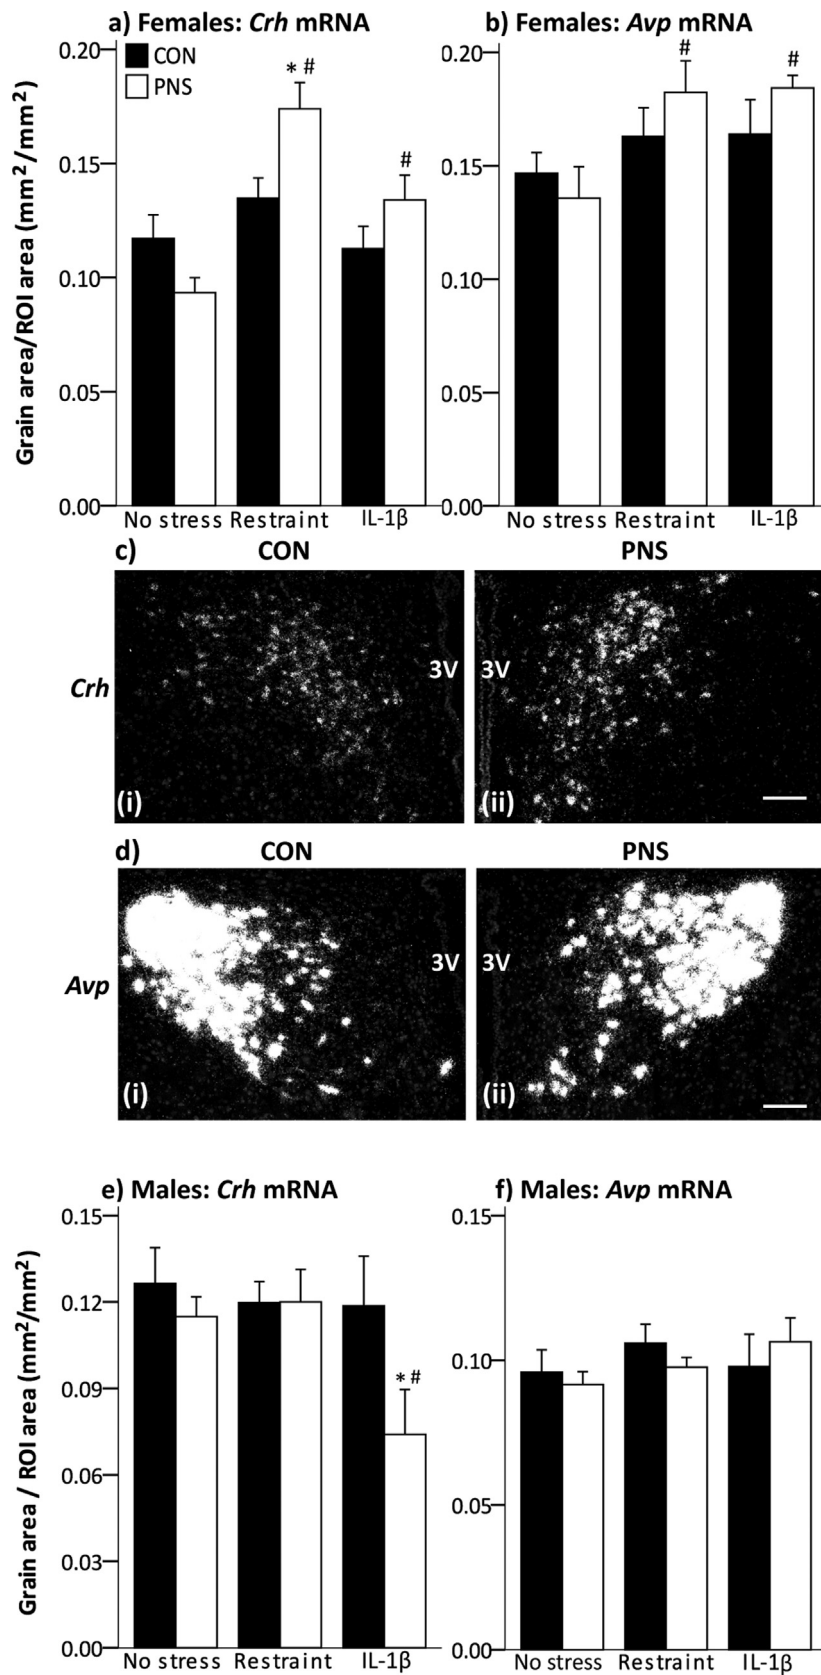 a) Females: Crh mRNA
b) Females: Avp mRNA
CON
PNS
Grain area/ROI area (mm²/mm²)
0.20
0.15
0.10
0.05
0.00
* #
#
No stress Restraint IL-1β
0.20
0.15
0.10
0.05
0.00
#
#
No stress Restraint IL-1β
c) CON PNS
Crh
3V 3V
(i) (ii)
d) CON PNS
Avp
3V 3V
(i) (ii)
e) Males: Crh mRNA
f) Males: Avp mRNA
Grain area / ROI area (mm²/mm²)
0.15
0.12
0.09
0.06
0.03
0.00
* #
No stress Restraint IL-1β
0.15
0.10
0.05
0.00
No stress Restraint IL-1β